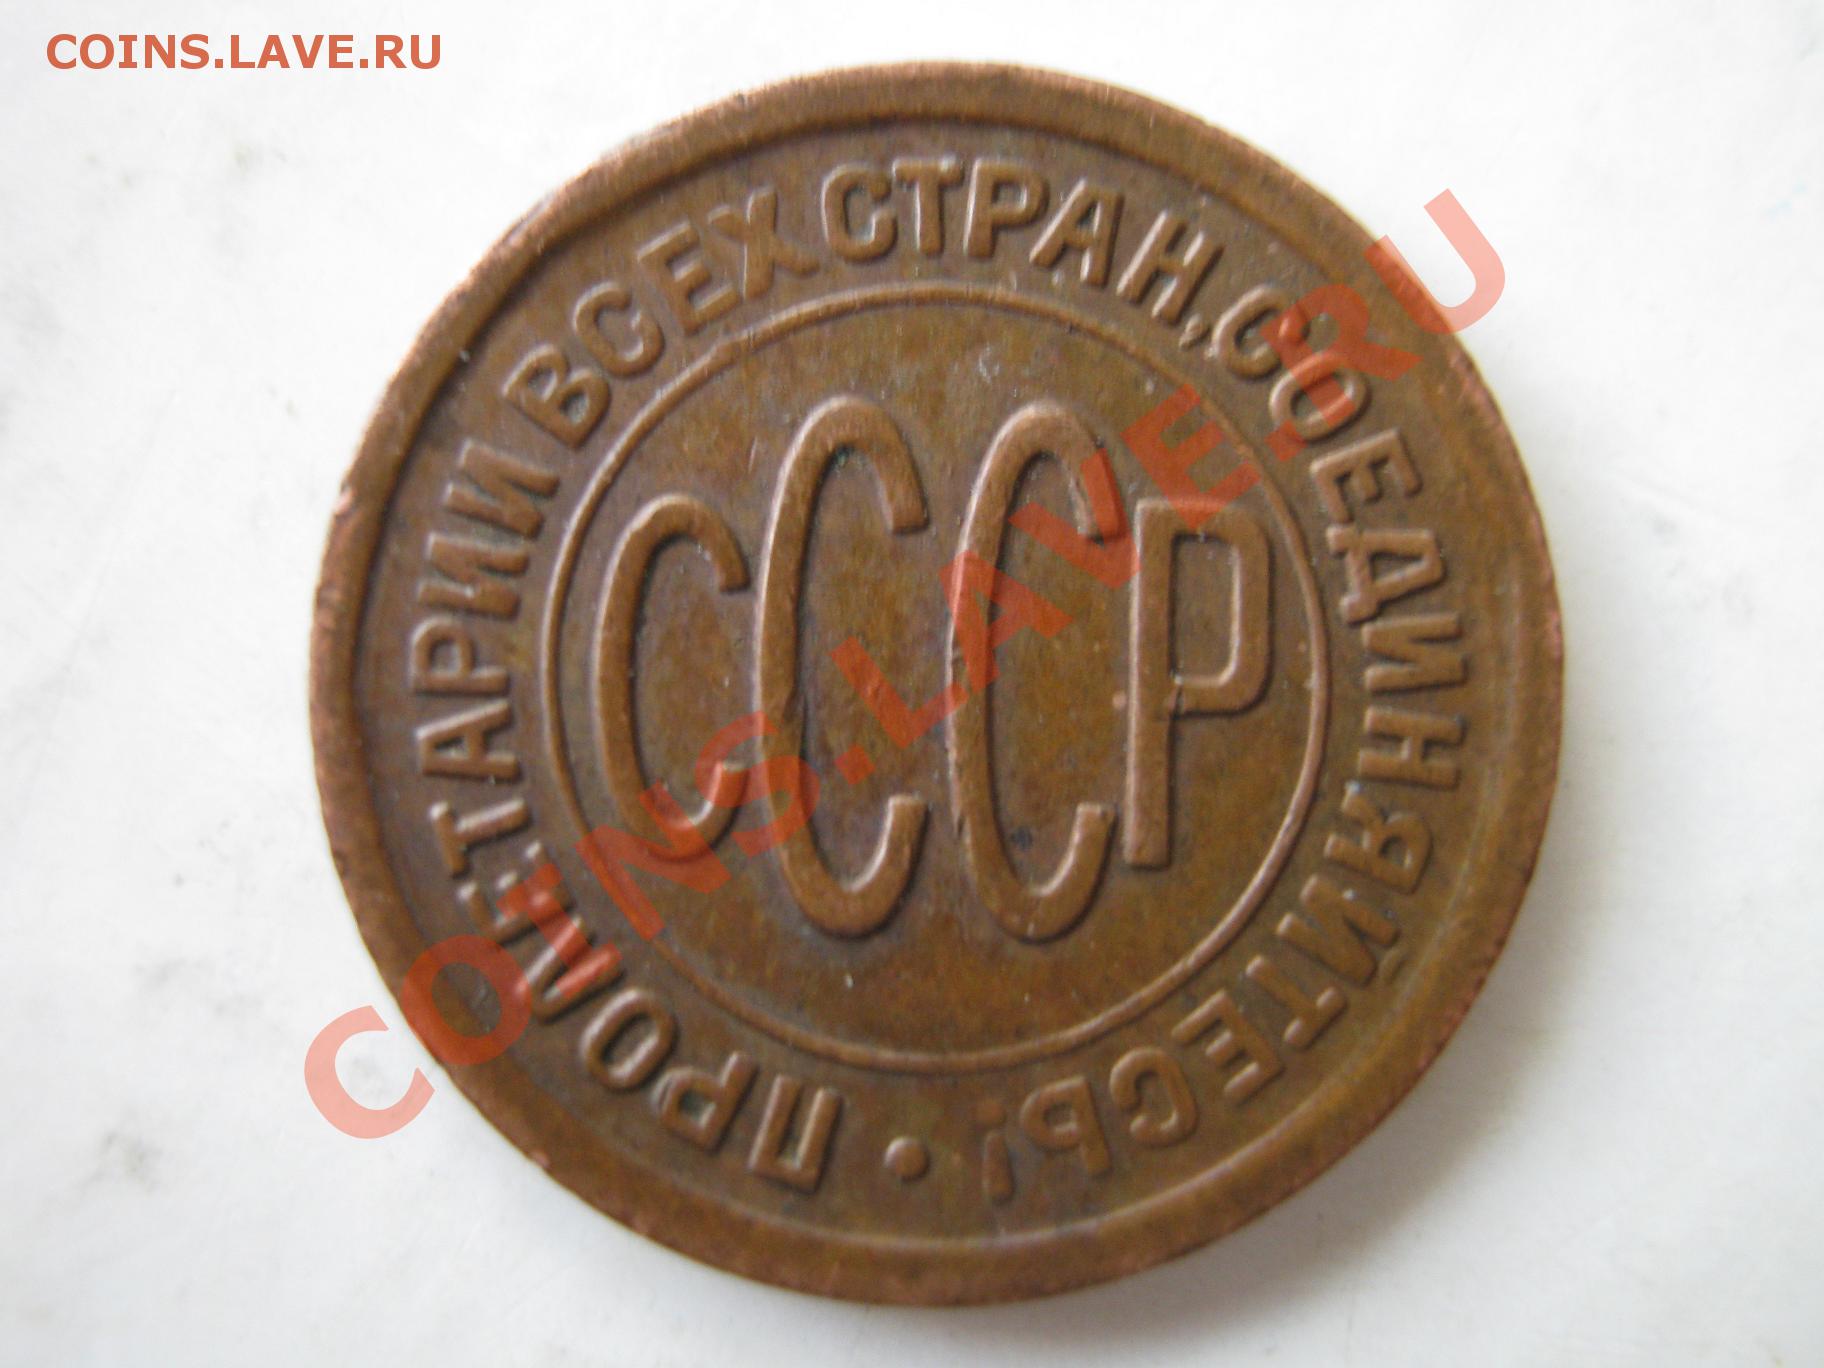 COINS.LAVE.RU
ПРОЛЕТАРИИ ВСЕХ СТРАН, СОЕДИНЯЙТЕСЬ! •
СССР
COINS.LAVE.RU